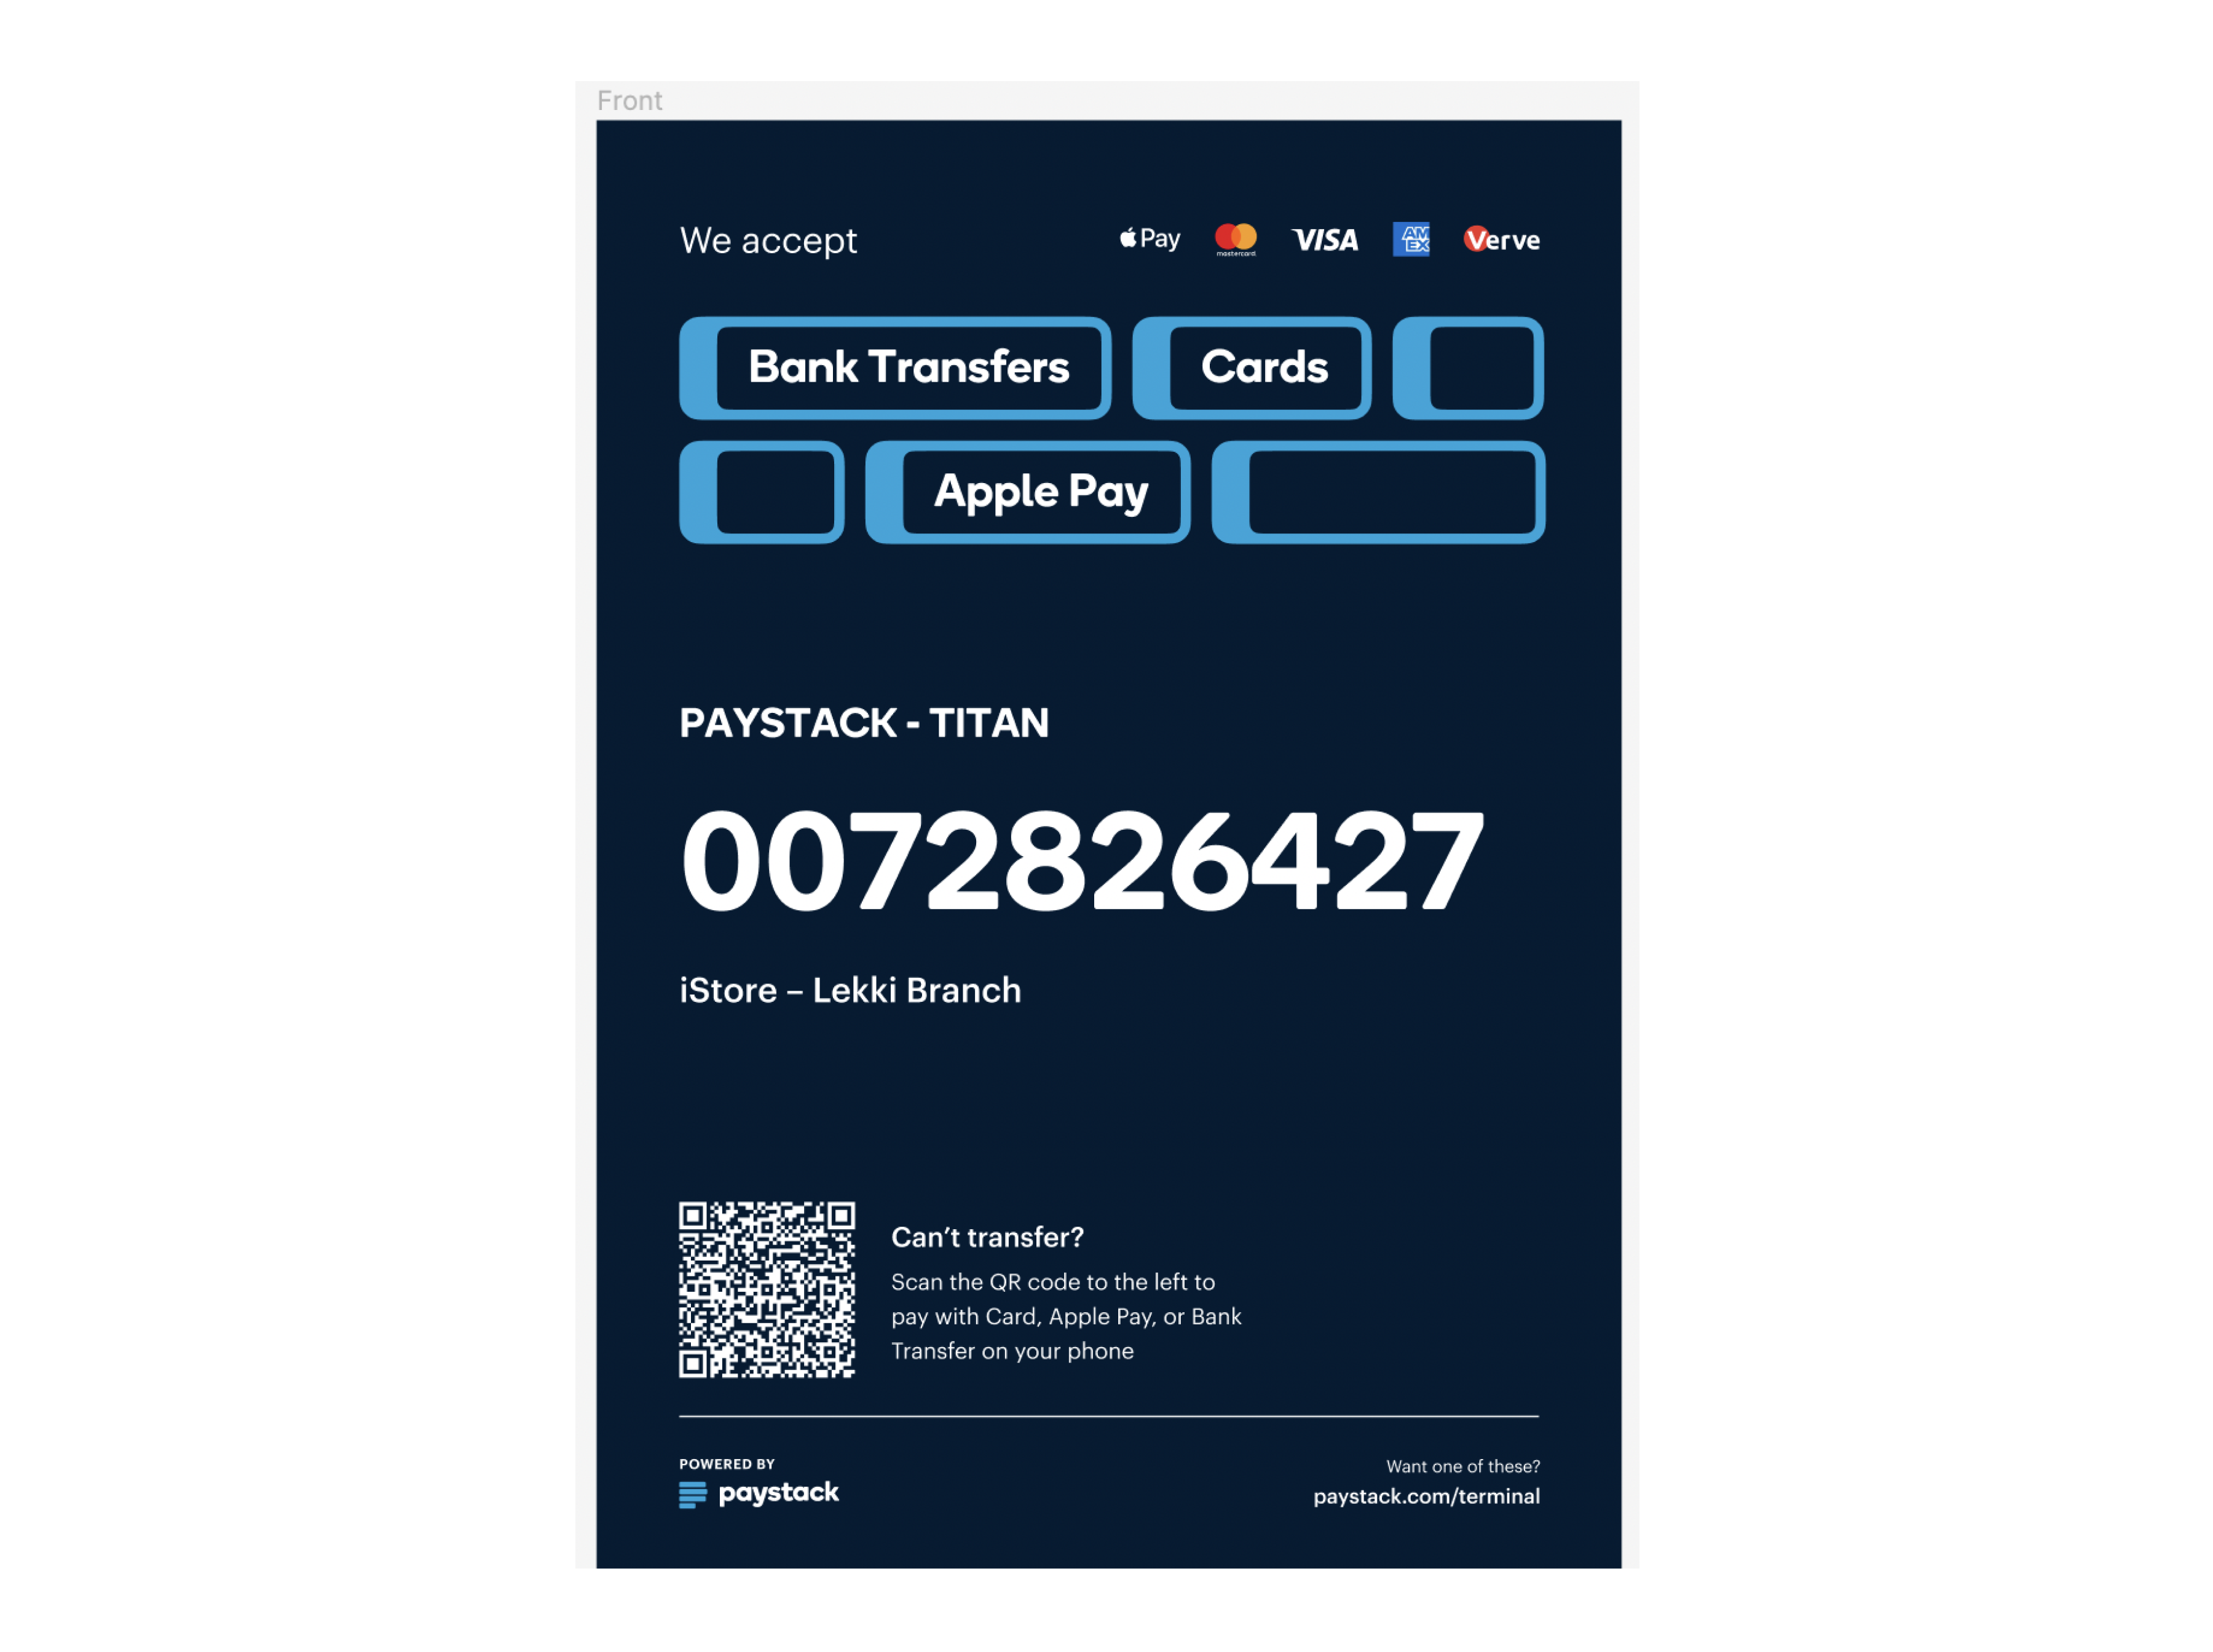 Front
We accept
Pay mastercard VISA AMEX Verve
Bank Transfers Cards
Apple Pay
PAYSTACK - TITAN
0072826427
iStore – Lekki Branch
Can’t transfer?
Scan the QR code to the left to
pay with Card, Apple Pay, or Bank
Transfer on your phone
POWERED BY
paystack
Want one of these?
paystack.com/terminal